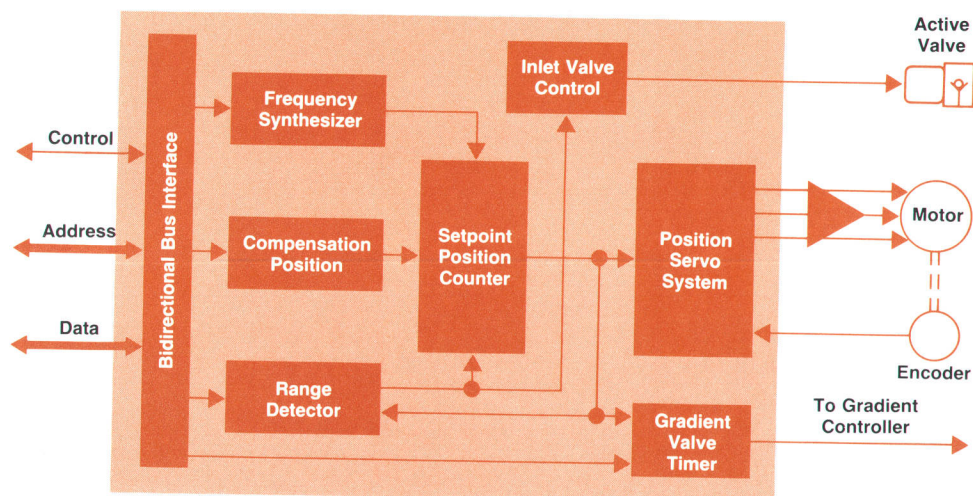 Active
Valve
Inlet Valve
Control
Frequency
Synthesizer
Control
Bidirectional Bus Interface
Address
Compensation
Position
Setpoint
Position
Counter
Position
Servo
System
Motor
Data
Range
Detector
Encoder
Gradient
Valve
Timer
To Gradient
Controller